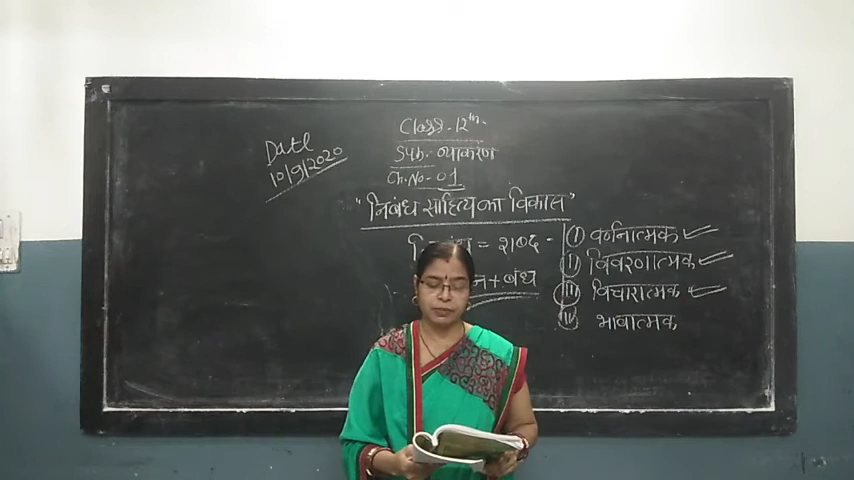 Date
10/9/2020
Class-12th-
Sub.- व्याकरण
Ch.No- 01
"निबंध साहित्य का विकास"
= शब्द -
+ बंध
(I) वर्णनात्मक
(II) विवरणात्मक
(III) विचारात्मक
भावात्मक